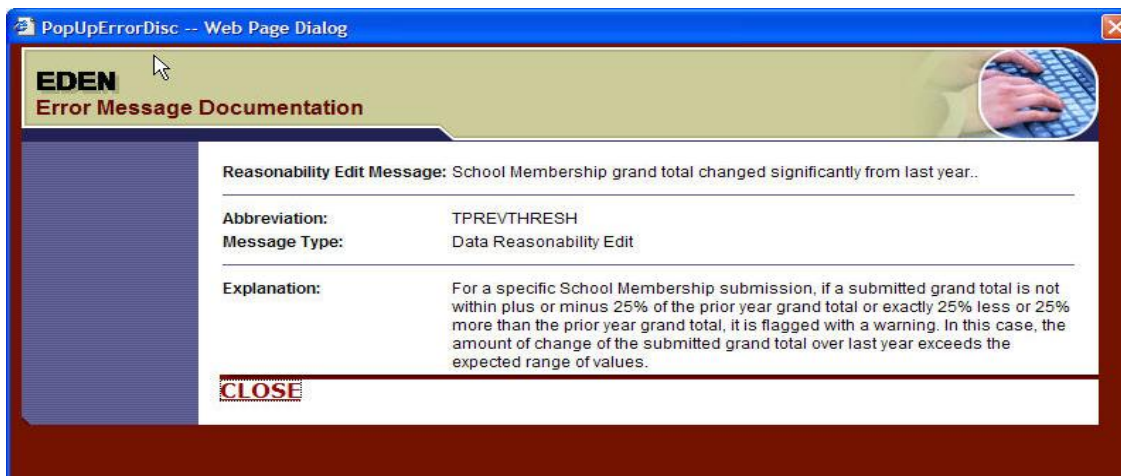 PopUpErrorDisc -- Web Page Dialog
EDEN
Error Message Documentation
Reasonability Edit Message: School Membership grand total changed significantly from last year..
Abbreviation: TPREVTHRESH
Message Type: Data Reasonability Edit
Explanation: For a specific School Membership submission, if a submitted grand total is not
within plus or minus 25% of the prior year grand total or exactly 25% less or 25%
more than the prior year grand total, it is flagged with a warning. In this case, the
amount of change of the submitted grand total over last year exceeds the
expected range of values.
CLOSE